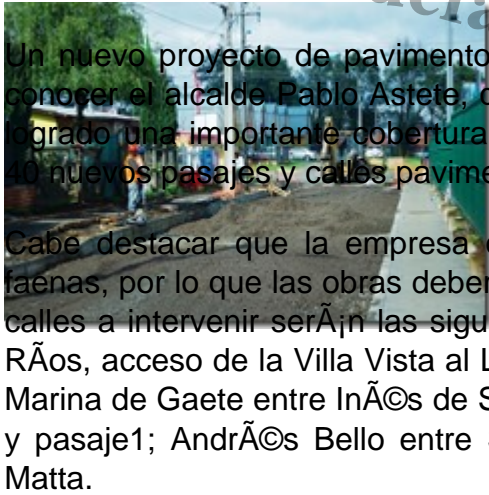 Un nuevo proyecto de pavimento
conocer el alcalde Pablo Astete,
logrado una importante cobertura
40 nuevos pasajes y calles pavime
Cabe destacar que la empresa
faenas, por lo que las obras deber
calles a intervenir serÃ¡n las sigu
RÃos, acceso de la Villa Vista al L
Marina de Gaete entre InÃ©s de S
y pasaje1; AndrÃ©s Bello entre
Matta.